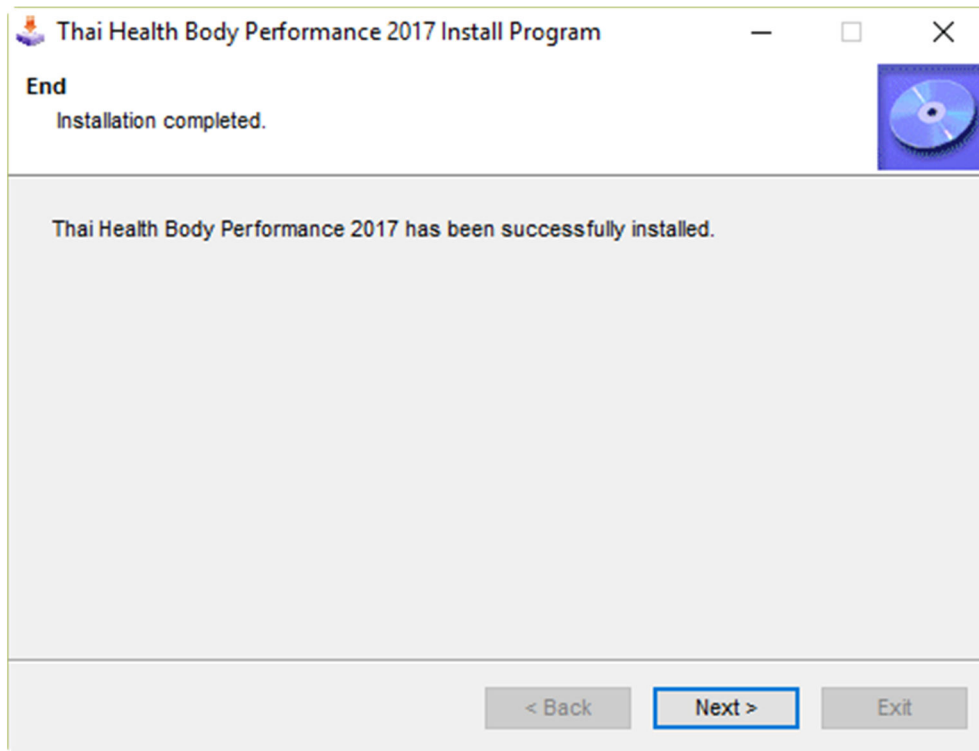 Thai Health Body Performance 2017 Install Program
End
Installation completed.
Thai Health Body Performance 2017 has been successfully installed.
< Back Next > Exit